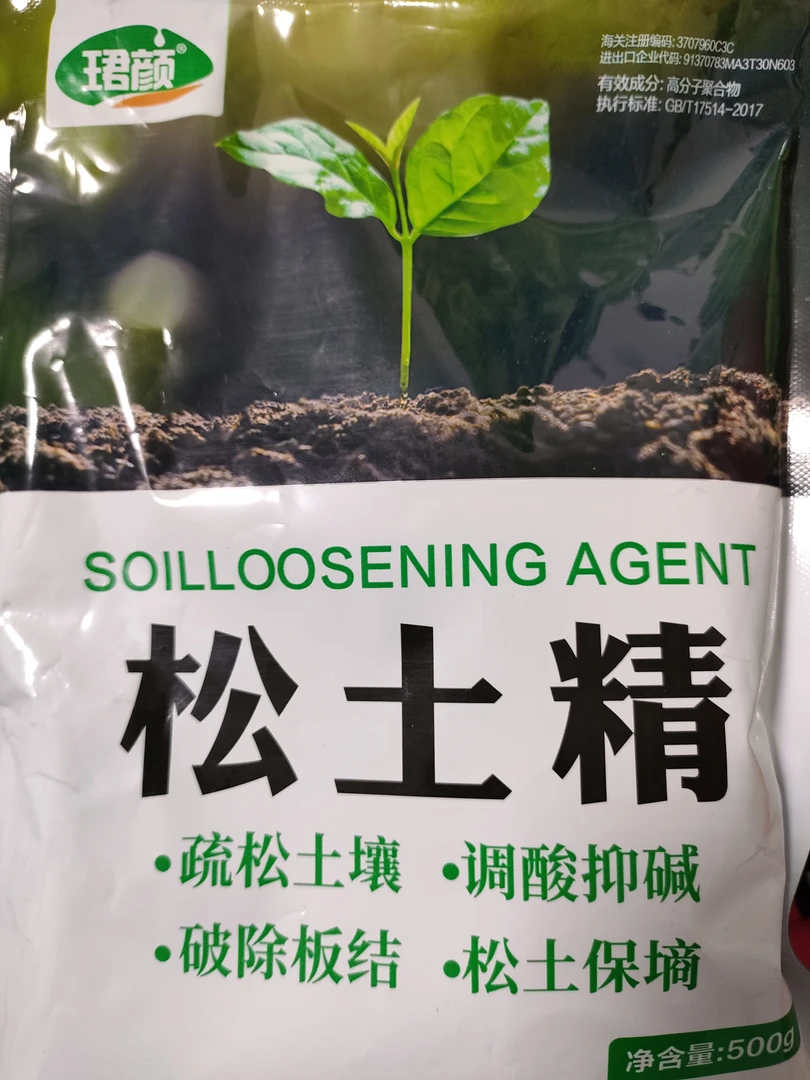 珺颜®
海关注册编码: 3707960C3C
进出口企业代码: 91370783MA3T30N603
有效成分: 高分子聚合物
执行标准: GB/T17514-2017
SOILLOOSENING AGENT
松土精
•疏松土壤 •调酸抑碱
•破除板结 •松土保墒
净含量:500g